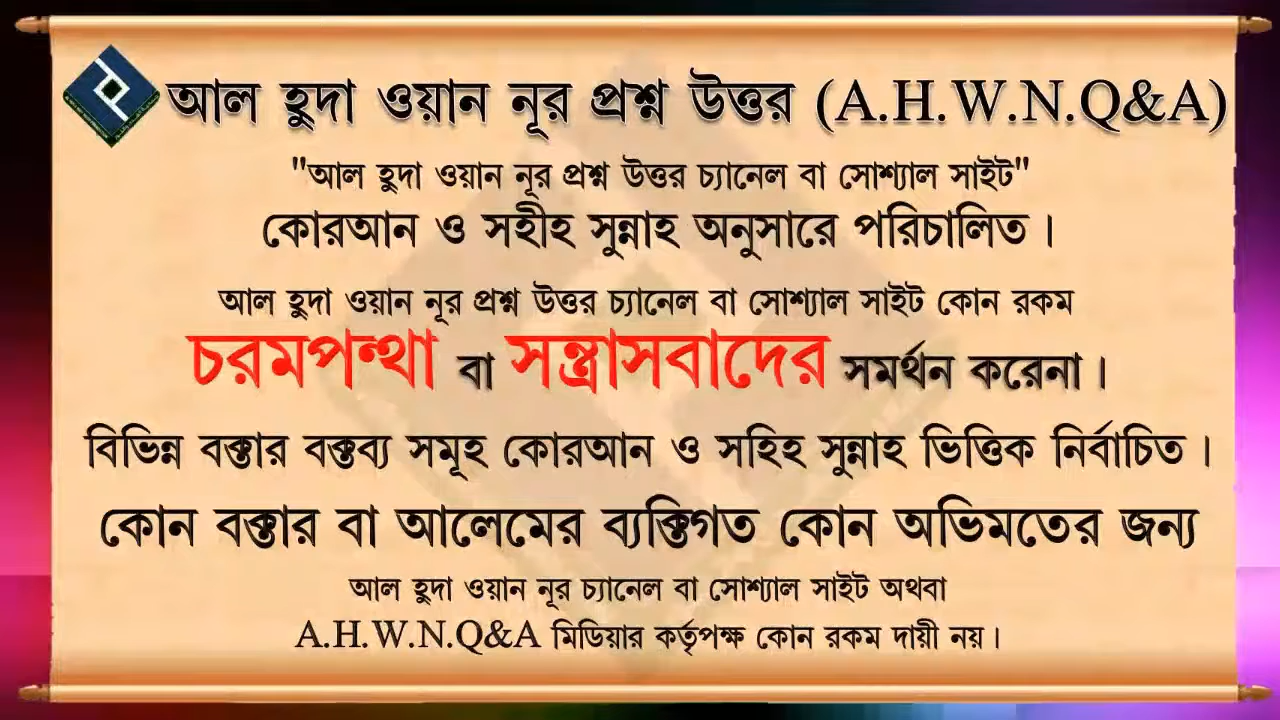 আল হুদা ওয়ান নূর প্রশ্ন উত্তর (A.H.W.N.Q&A)
"আল হুদা ওয়ান নূর প্রশ্ন উত্তর চ্যানেল বা সোশ্যাল সাইট"
কোরআন ও সহীহ সুন্নাহ অনুসারে পরিচালিত।
আল হুদা ওয়ান নূর প্রশ্ন উত্তর চ্যানেল বা সোশ্যাল সাইট কোন রকম
চরমপন্থা বা সন্ত্রাসবাদের সমর্থন করেনা।
বিভিন্ন বক্তার বক্তব্য সমূহ কোরআন ও সহিহ সুন্নাহ ভিত্তিক নির্বাচিত।
কোন বক্তার বা আলেমের ব্যক্তিগত কোন অভিমতের জন্য
আল হুদা ওয়ান নূর চ্যানেল বা সোশ্যাল সাইট অথবা
A.H.W.N.Q&A মিডিয়ার কর্তৃপক্ষ কোন রকম দায়ী নয়।